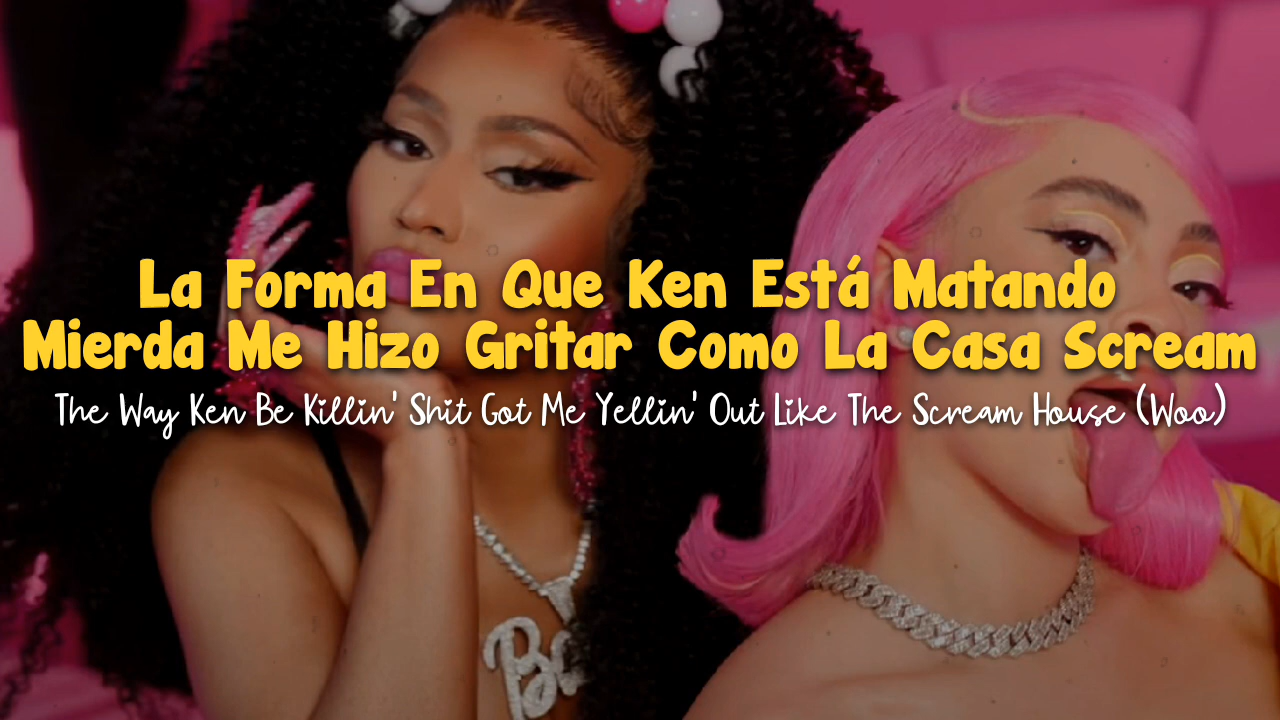 La Forma En Que Ken Está Matando
Mierda Me Hizo Gritar Como La Casa Scream
The Way Ken Be Killin' Shit Got Me Yellin' Out Like The Scream House (Woo)
Ba